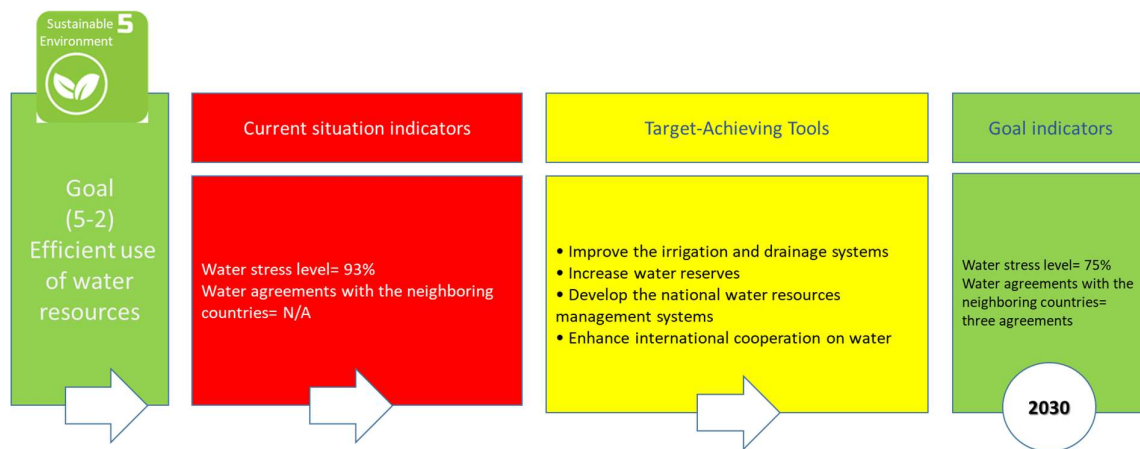 Sustainable 5
Environment
Goal
(5-2)
Efficient use
of water
resources
Current situation indicators
Water stress level= 93%
Water agreements with the neighboring
countries= N/A
Target-Achieving Tools
• Improve the irrigation and drainage systems
• Increase water reserves
• Develop the national water resources
management systems
• Enhance international cooperation on water
Goal indicators
Water stress level= 75%
Water agreements with the
neighboring countries=
three agreements
2030